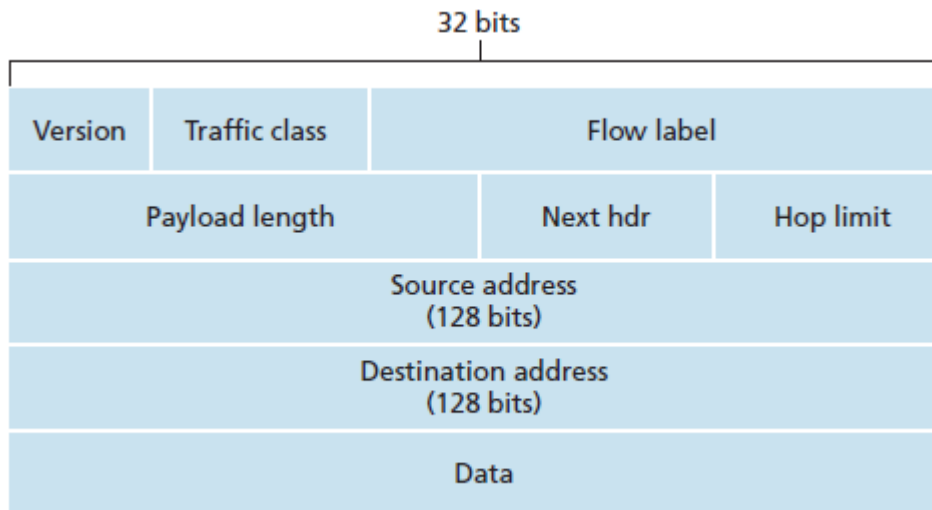 32 bits
Version Traffic class Flow label
Payload length Next hdr Hop limit
Source address
(128 bits)
Destination address
(128 bits)
Data